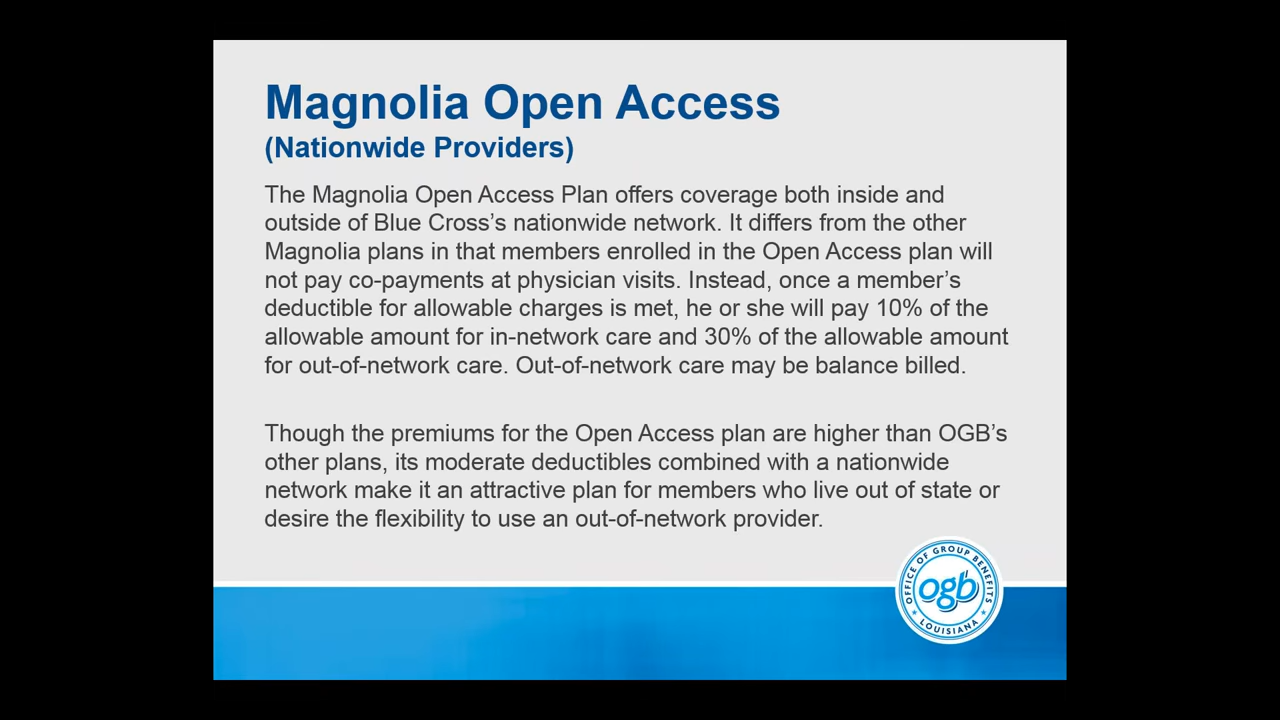 Magnolia Open Access
(Nationwide Providers)
The Magnolia Open Access Plan offers coverage both inside and
outside of Blue Cross’s nationwide network. It differs from the other
Magnolia plans in that members enrolled in the Open Access plan will
not pay co-payments at physician visits. Instead, once a member’s
deductible for allowable charges is met, he or she will pay 10% of the
allowable amount for in-network care and 30% of the allowable amount
for out-of-network care. Out-of-network care may be balance billed.
Though the premiums for the Open Access plan are higher than OGB’s
other plans, its moderate deductibles combined with a nationwide
network make it an attractive plan for members who live out of state or
desire the flexibility to use an out-of-network provider.
OFFICE OF GROUP BENEFITS
ogb
LOUISIANA